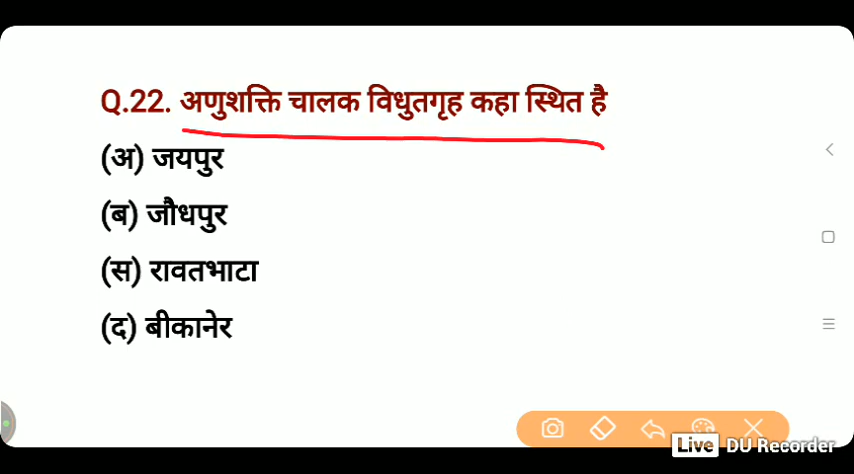 Q.22. अणुशक्ति चालक विधुतगृह कहा स्थित है
(अ) जयपुर
(ब) जौधपुर
(स) रावतभाटा
(द) बीकानेर
Live DU Recorder